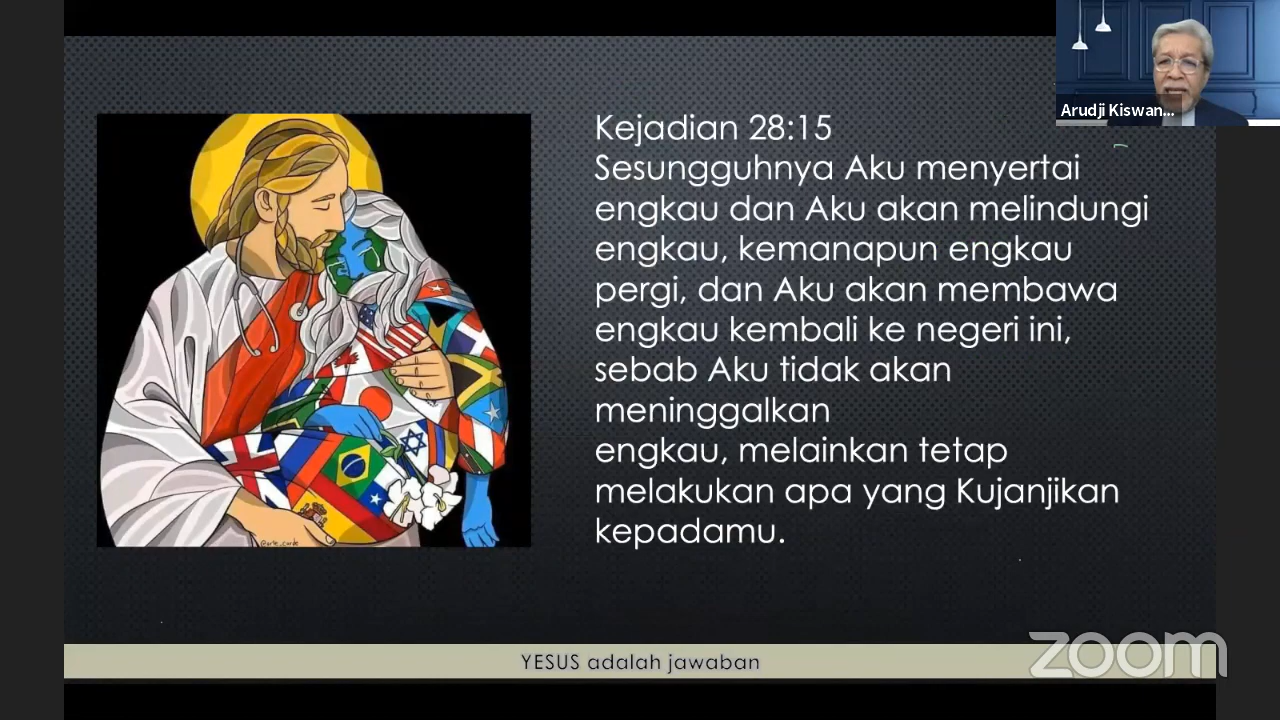 Arudji Kiswan...
Kejadian 28:15
Sesungguhnya Aku menyertai
engkau dan Aku akan melindungi
engkau, kemanapun engkau
pergi, dan Aku akan membawa
engkau kembali ke negeri ini,
sebab Aku tidak akan
meninggalkan
engkau, melainkan tetap
melakukan apa yang Kujanjikan
kepadamu.
YESUS adalah jawaban
zoom